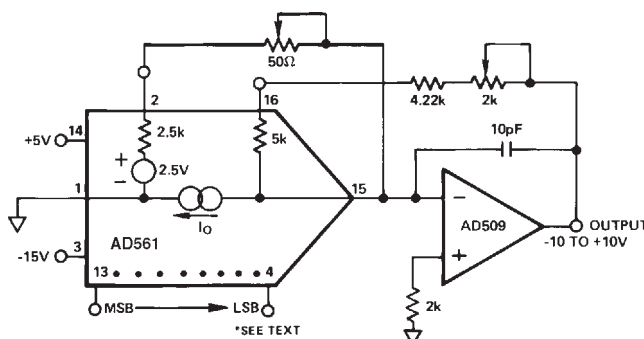 50Ω
2
16
4.22k
2k
14
+5V
2.5k
+
2.5V
−
5k
10pF
1
15
IO
−
AD509
+
OUTPUT
-10 TO +10V
AD561
3
-15V
13
4
MSB
LSB
2k
*SEE TEXT